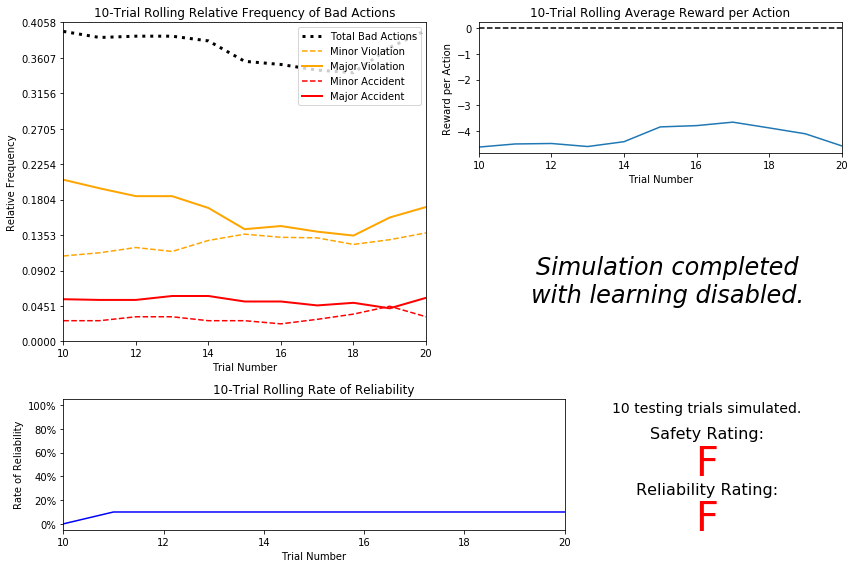 10-Trial Rolling Relative Frequency of Bad Actions
0.4058
0.3607
0.3156
0.2705
0.2254
0.1804
0.1353
0.0902
0.0451
0.0000
Relative Frequency
10 12 14 16 18 20
Trial Number
Total Bad Actions
Minor Violation
Major Violation
Minor Accident
Major Accident
10-Trial Rolling Average Reward per Action
0
−1
−2
−3
−4
Reward per Action
10 12 14 16 18 20
Trial Number
Simulation completed
with learning disabled.
10-Trial Rolling Rate of Reliability
100%
80%
60%
40%
20%
0%
Rate of Reliability
10 12 14 16 18 20
Trial Number
10 testing trials simulated.
Safety Rating:
F
Reliability Rating:
F